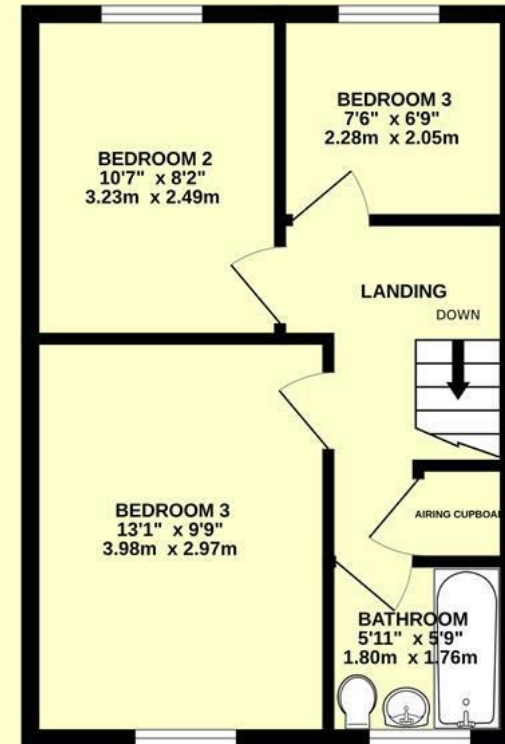 BEDROOM 2
10'7" x 8'2"
3.23m x 2.49m
BEDROOM 3
7'6" x 6'9"
2.28m x 2.05m
LANDING
DOWN
BEDROOM 3
13'1" x 9'9"
3.98m x 2.97m
AIRING CUPBOA
BATHROOM
5'11" x 5'9"
1.80m x 1.76m